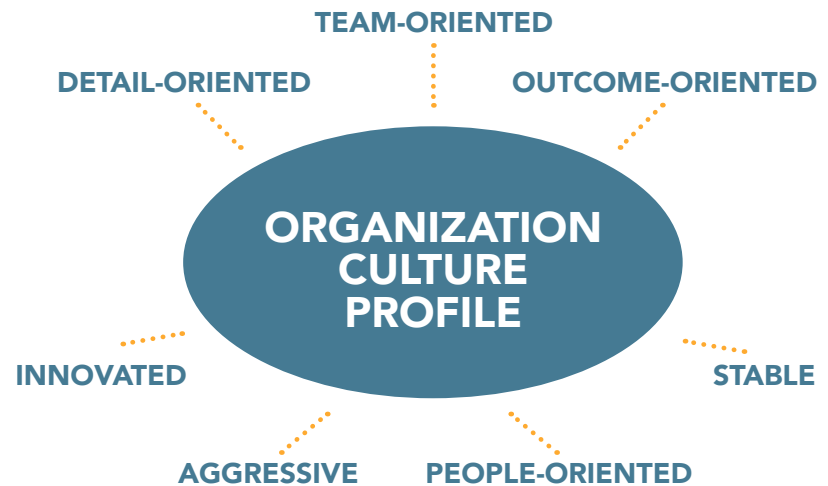 TEAM-ORIENTED
DETAIL-ORIENTED
OUTCOME-ORIENTED
ORGANIZATION
CULTURE
PROFILE
INNOVATED
STABLE
AGGRESSIVE
PEOPLE-ORIENTED